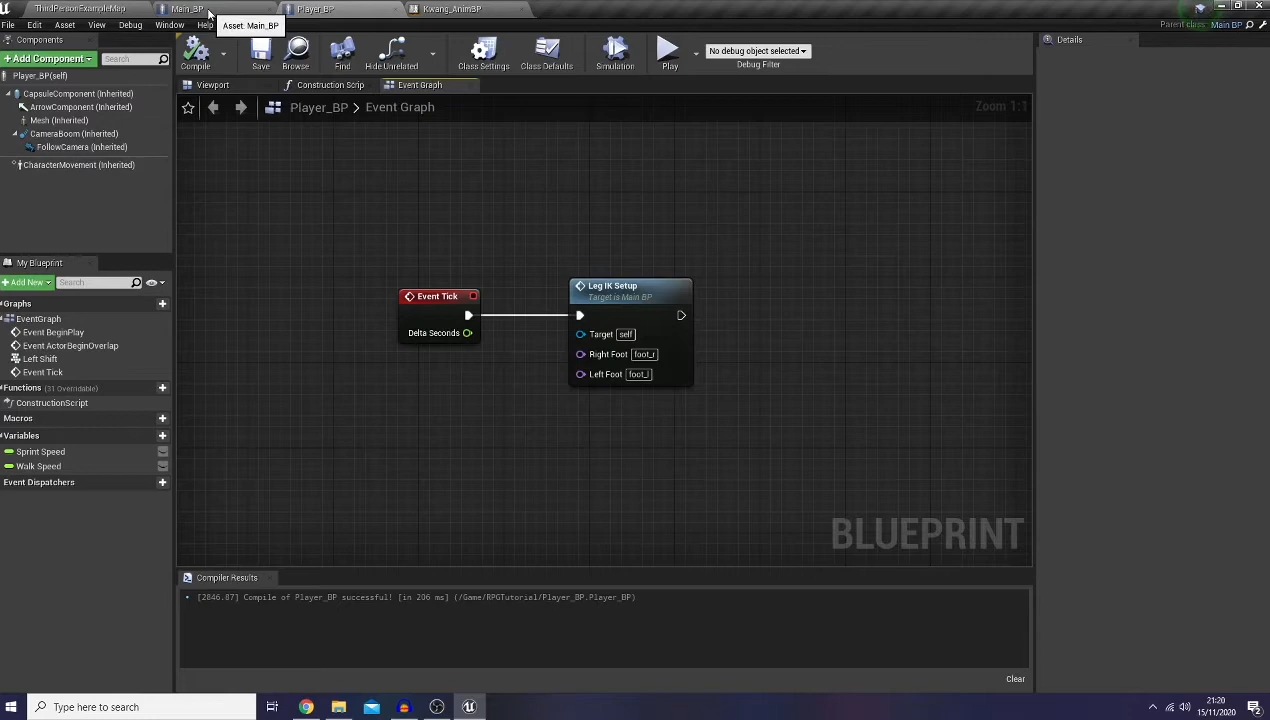 ThirdPersonExampleMap
Main_BP
Player_BP
Kwang_AnimBP
File Edit Asset View Debug Window Help
Asset: Main_BP
Parent class: Main BP
Components
+ Add Component
Search
Compile
Save
Browse
Find
Hide Unrelated
Class Settings
Class Defaults
Simulation
Play
No debug object selected
Debug Filter
Details
Player_BP(self)
CapsuleComponent (Inherited)
ArrowComponent (Inherited)
Mesh (Inherited)
CameraBoom (Inherited)
FollowCamera (Inherited)
CharacterMovement (Inherited)
Viewport
Construction Scrip
Event Graph
Player_BP > Event Graph
Zoom 1:1
Event Tick
Delta Seconds
Leg IK Setup
Target is Main BP
Target self
Right Foot foot_r
Left Foot foot_l
BLUEPRINT
My Blueprint
+ Add New
Search
Graphs
EventGraph
Event BeginPlay
Event ActorBeginOverlap
Left Shift
Event Tick
Functions (31 Overridable)
ConstructionScript
Macros
Variables
Sprint Speed
Walk Speed
Event Dispatchers
Compiler Results
[2846.87] Compile of Player_BP successful! [in 206 ms] (/Game/RPGTutorial/Player_BP.Player_BP)
Clear
Type here to search
21:20
15/11/2020
2